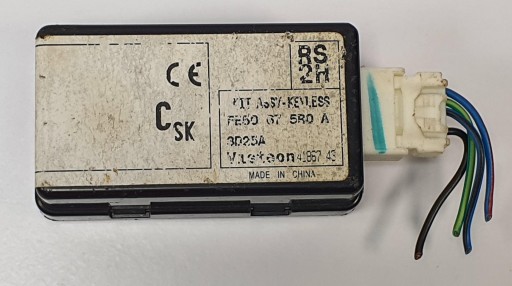 CE
CSK
RS
2H
KIT ASSY-KEYLESS
FE50 67 5R0 A
3D25A
Visteon 41867 43
MADE IN CHINA